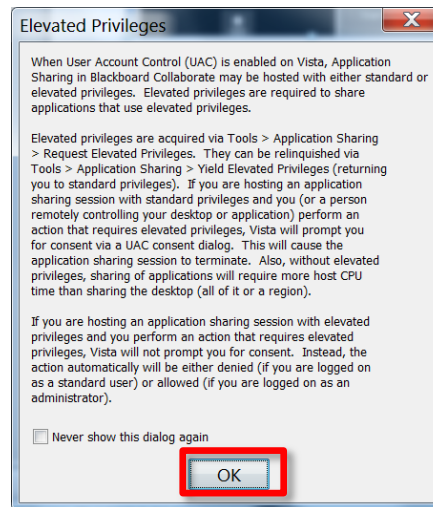 Elevated Privileges
When User Account Control (UAC) is enabled on Vista, Application
Sharing in Blackboard Collaborate may be hosted with either standard or
elevated privileges. Elevated privileges are required to share
applications that use elevated privileges.
Elevated privileges are acquired via Tools > Application Sharing
> Request Elevated Privileges. They can be relinquished via
Tools > Application Sharing > Yield Elevated Privileges (returning
you to standard privileges). If you are hosting an application
sharing session with standard privileges and you (or a person
remotely controlling your desktop or application) perform an
action that requires elevated privileges, Vista will prompt you
for consent via a UAC consent dialog. This will cause the
application sharing session to terminate. Also, without elevated
privileges, sharing of applications will require more host CPU
time than sharing the desktop (all of it or a region).
If you are hosting an application sharing session with elevated
privileges and you perform an action that requires elevated
privileges, Vista will not prompt you for consent. Instead, the
action automatically will be either denied (if you are logged on
as a standard user) or allowed (if you are logged on as an
administrator).
Never show this dialog again
OK